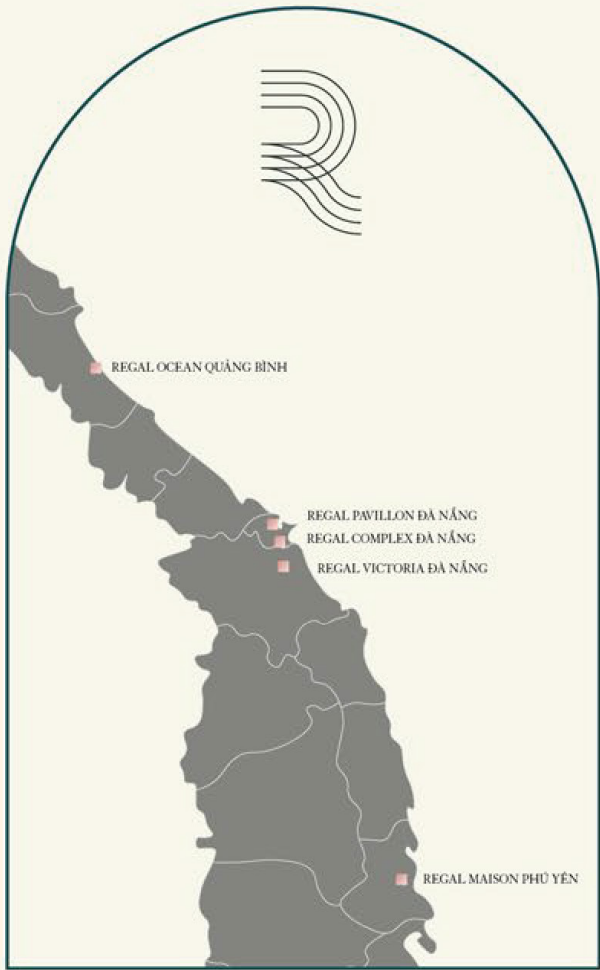 REGAL OCEAN QUẢNG BÌNH
REGAL PAVILLON ĐÀ NẴNG
REGAL COMPLEX ĐÀ NẴNG
REGAL VICTORIA ĐÀ NẴNG
REGAL MAISON PHÚ YÊN